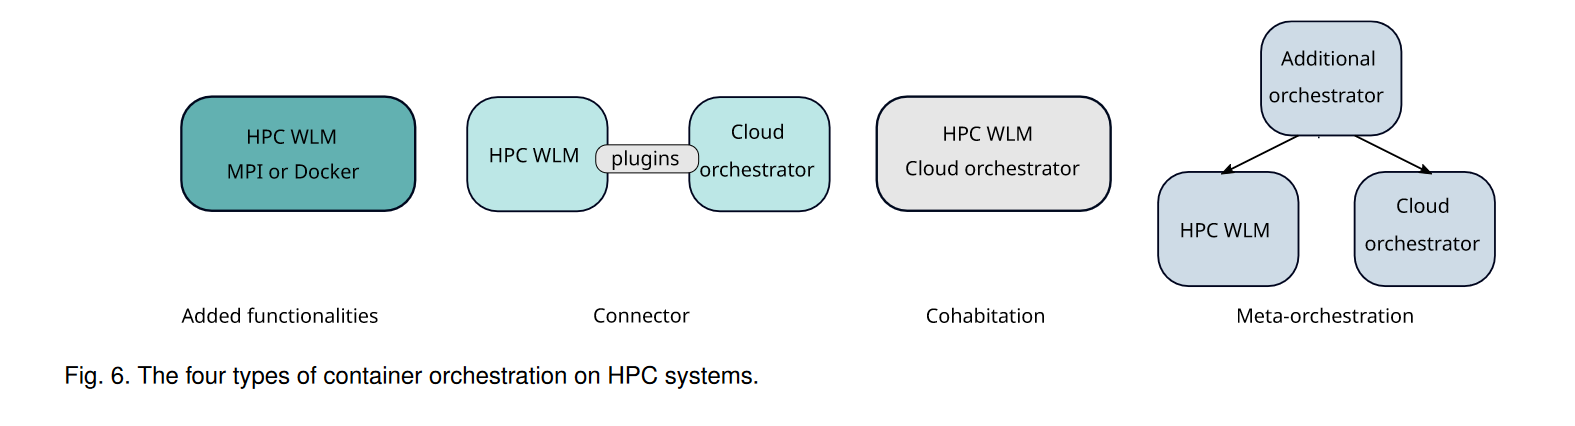 HPC WLM
MPI or Docker
Added functionalities
HPC WLM
plugins
Cloud
orchestrator
Connector
HPC WLM
Cloud orchestrator
Cohabitation
Additional
orchestrator
HPC WLM
Cloud
orchestrator
Meta-orchestration
Fig. 6. The four types of container orchestration on HPC systems.